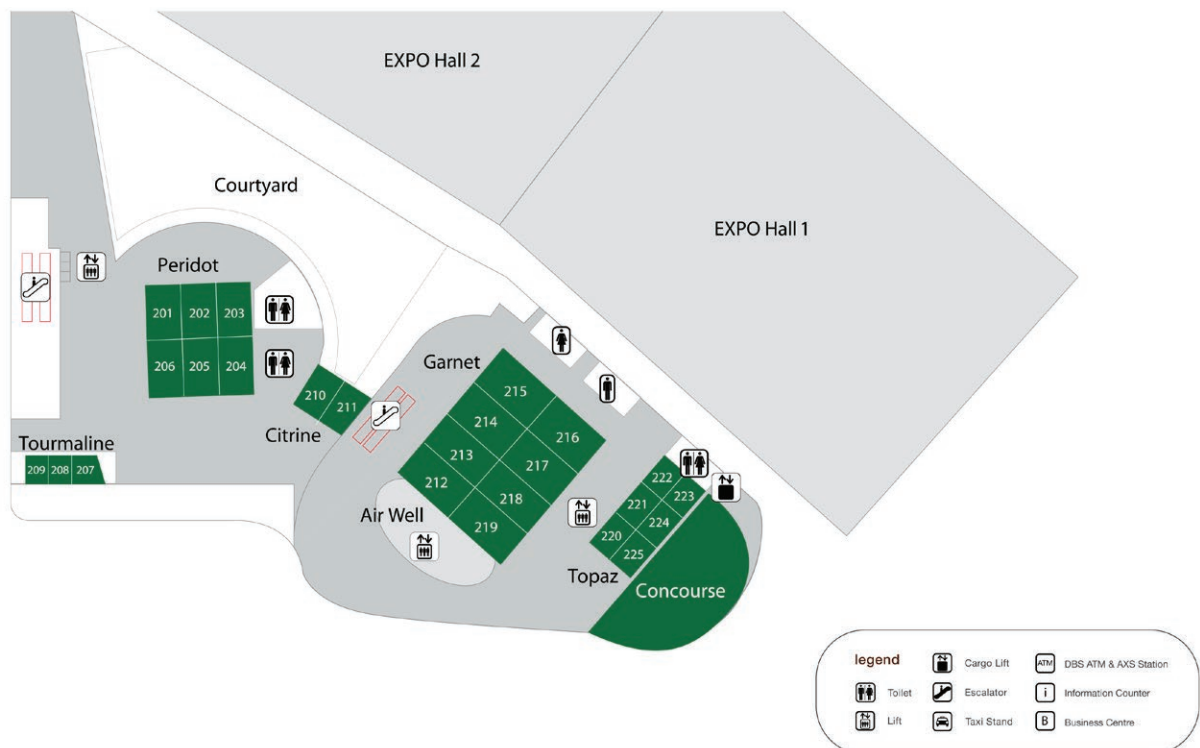 EXPO Hall 2
EXPO Hall 1
Courtyard
Peridot
201 202 203
206 205 204
Tourmaline
209 208 207
210 211
Citrine
Garnet
215
214
216
213
217
212
218
219
Air Well
222
223
221
224
220
225
Topaz
Concourse
legend
Toilet
Lift
Cargo Lift
Escalator
Taxi Stand
ATM DBS ATM & AXS Station
i Information Counter
B Business Centre